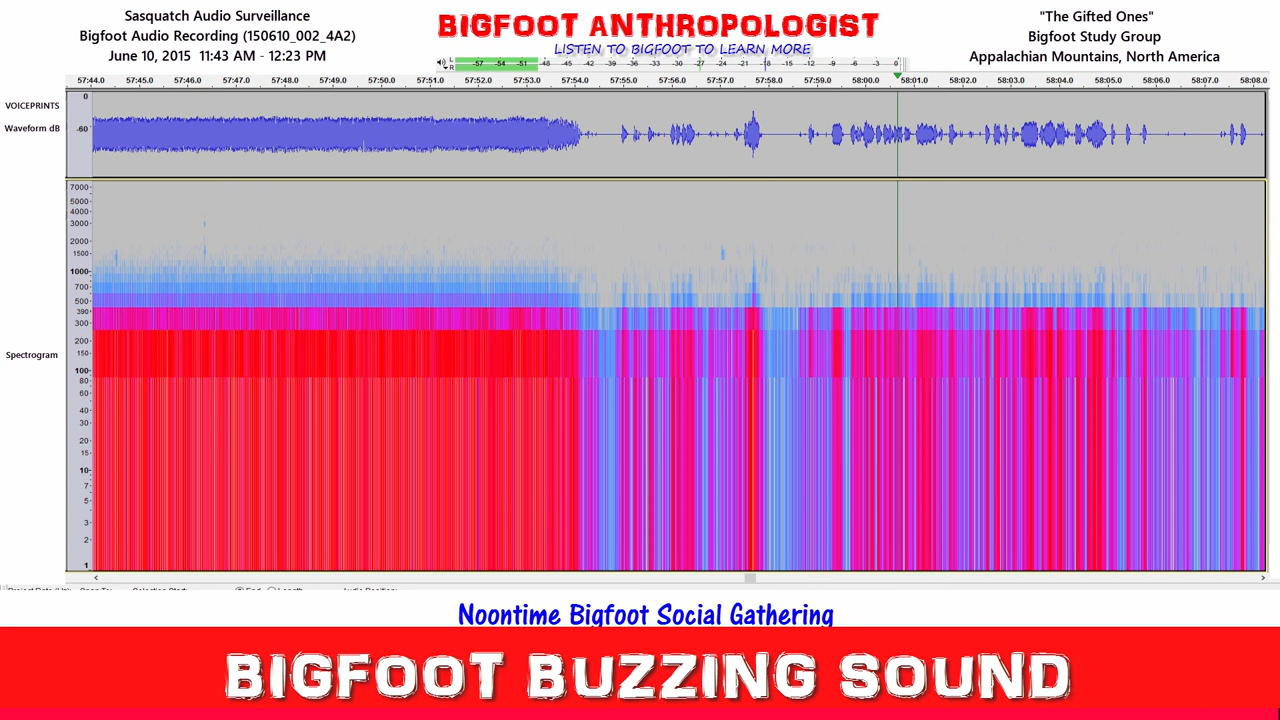 Sasquatch Audio Surveillance
Bigfoot Audio Recording (150610_002_4A2)
June 10, 2015 11:43 AM - 12:23 PM
BIGFOOT ANTHROPOLOGIST
LISTEN TO BIGFOOT TO LEARN MORE
"The Gifted Ones"
Bigfoot Study Group
Appalachian Mountains, North America
L
R
-57 -54 -51 -48 -45 -42 -39 -36 -33 -30 -27 -24 -21 -18 -15 -12 -9 -6 -3 0
57:44.0 57:45.0 57:46.0 57:47.0 57:48.0 57:49.0 57:50.0 57:51.0 57:52.0 57:53.0 57:54.0 57:55.0 57:56.0 57:57.0 57:58.0 57:59.0 58:00.0 58:01.0 58:02.0 58:03.0 58:04.0 58:05.0 58:06.0 58:07.0 58:08.0
VOICEPRINTS
Waveform dB
0
-60
Spectrogram
7000
5000
4000
3000
2000
1500
1000
700
500
390
300
200
150
100
80
60
40
30
20
15
10
7
5
3
2
1
Noontime Bigfoot Social Gathering
BIGFOOT BUZZING SOUND